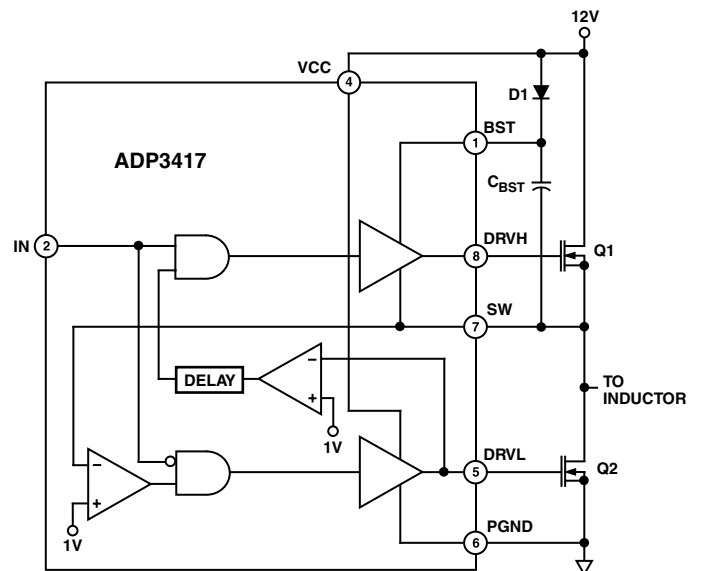 12V
VCC
4
D1
BST
1
ADP3417
CBST
IN
2
DRVH
8
Q1
SW
7
DELAY
−
+
1V
TO
INDUCTOR
DRVL
5
Q2
−
+
1V
PGND
6